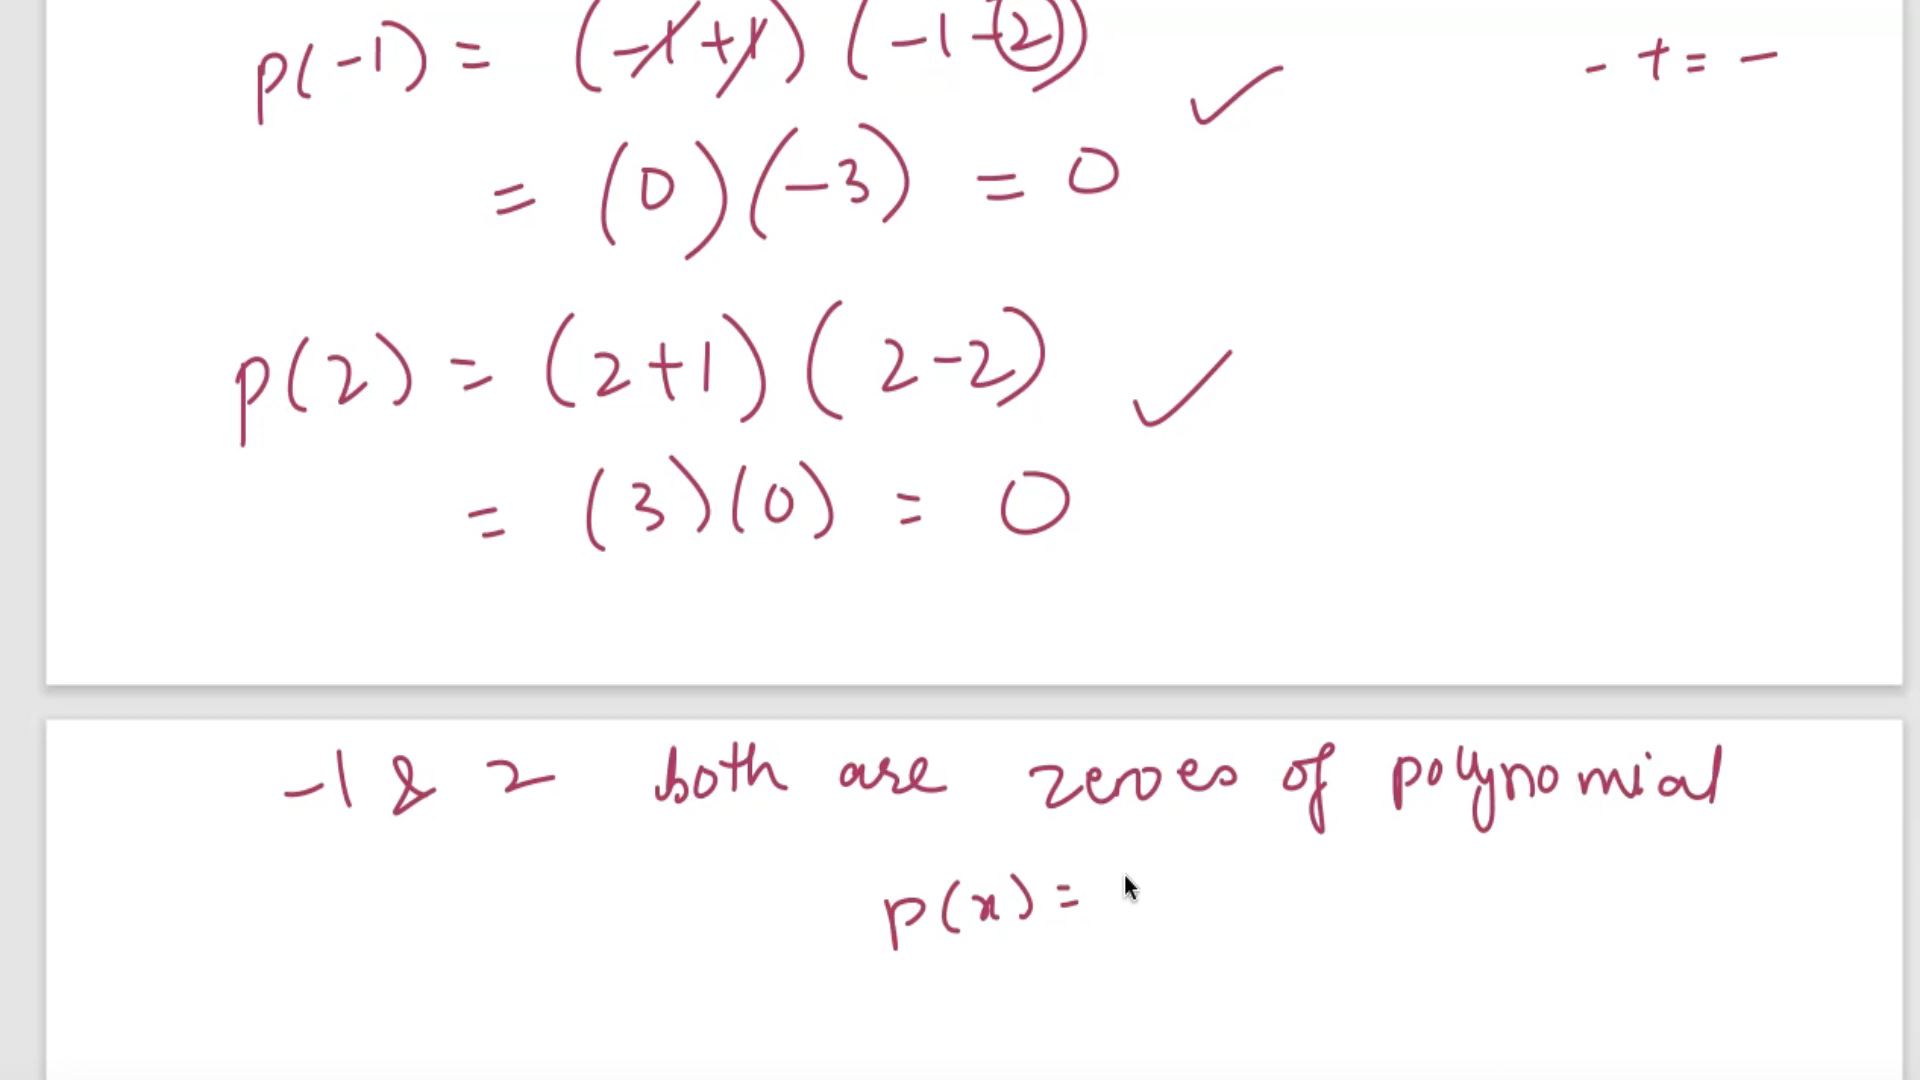 p(-1) = (-1+1) (-1-2)
- + = -
= (0)(-3) = 0
p(2) = (2+1) (2-2)
= (3)(0) = 0
-1 & 2 both are zeroes of polynomial
p(x) =